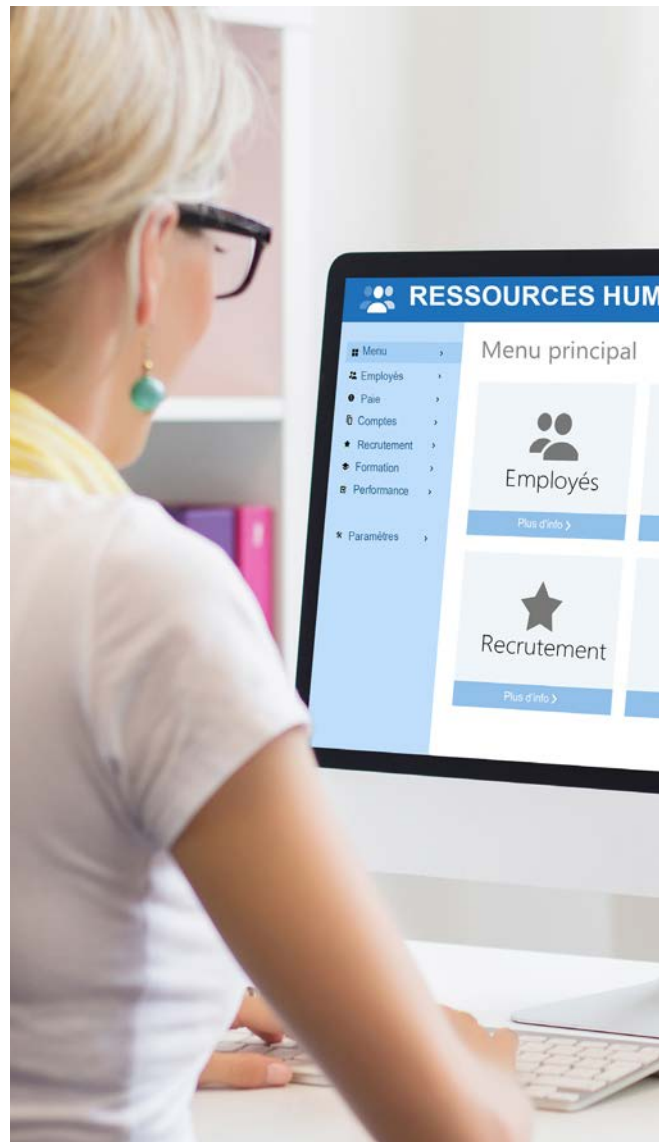 RESSOURCES HUM
Menu
Employés
Paie
Comptes
Recrutement
Formation
Performance
Paramètres
Menu principal
Employés
Plus d'info
Recrutement
Plus d'info